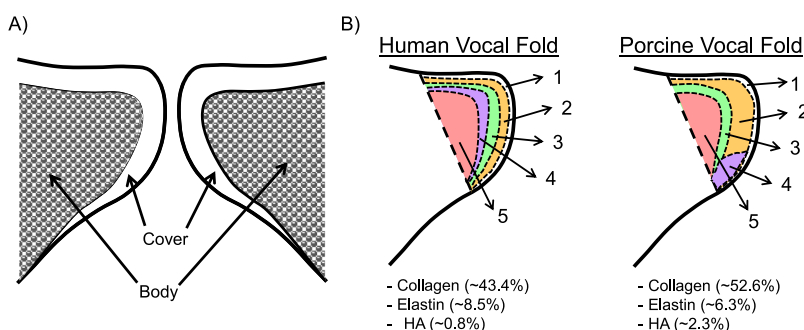 A)
Cover
Body
B)
Human Vocal Fold
1
2
3
4
5
- Collagen (~43.4%)
- Elastin (~8.5%)
- HA (~0.8%)
Porcine Vocal Fold
1
2
3
4
5
- Collagen (~52.6%)
- Elastin (~6.3%)
- HA (~2.3%)